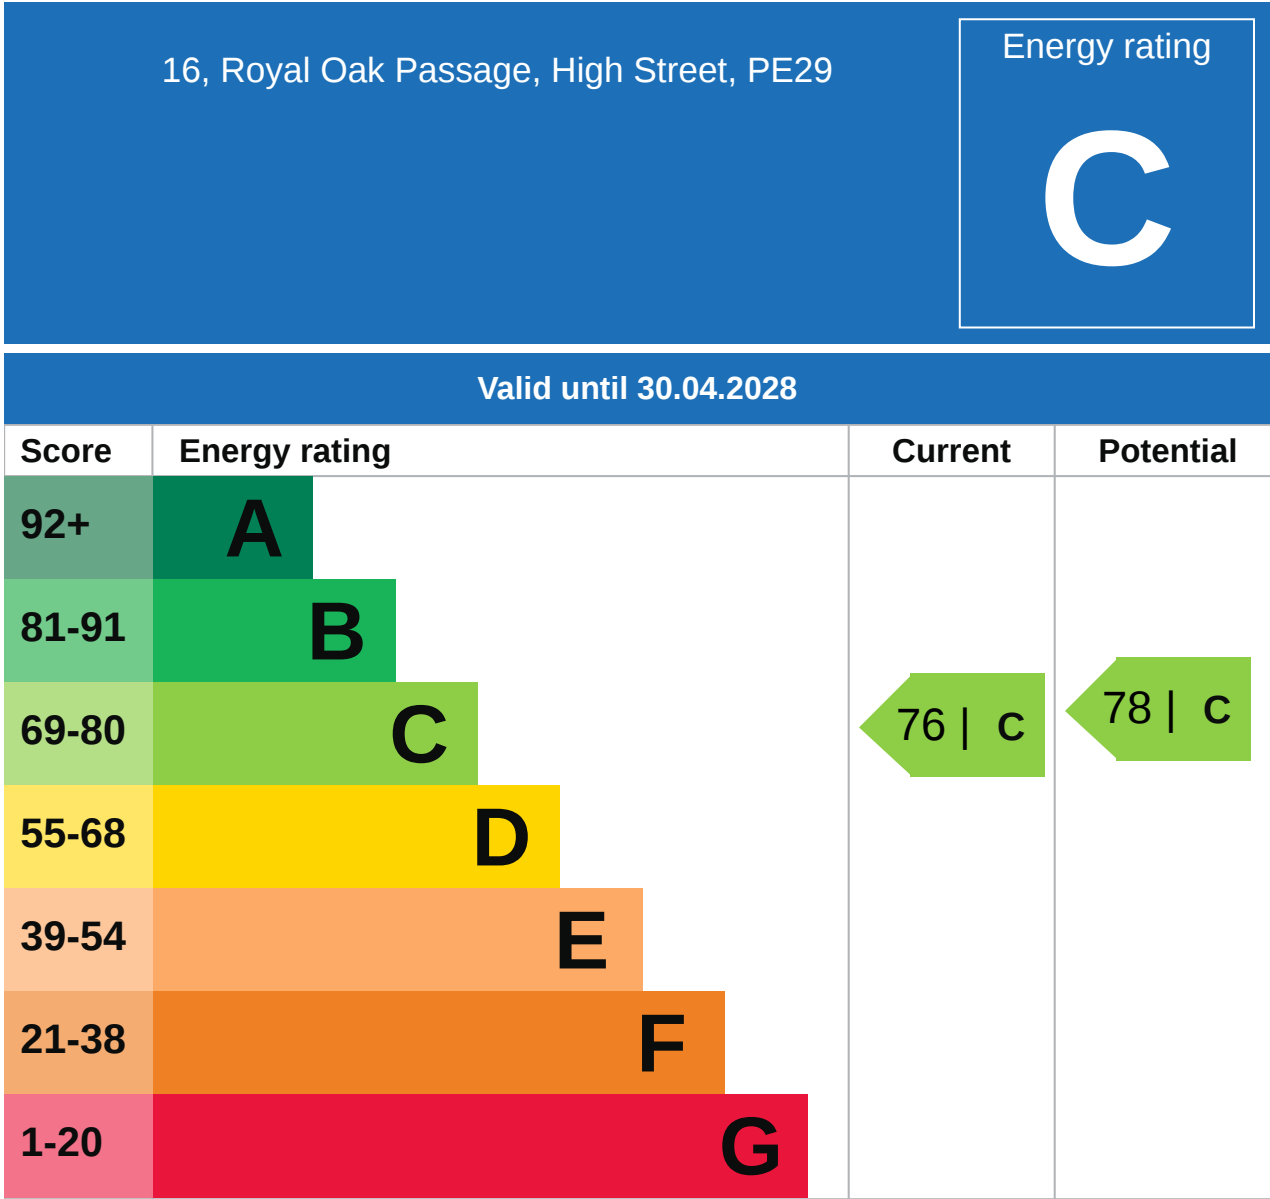 16, Royal Oak Passage, High Street, PE29
Energy rating
C
Valid until 30.04.2028
Score Energy rating Current Potential
92+ A
81-91 B
69-80 C 76 | C 78 | C
55-68 D
39-54 E
21-38 F
1-20 G